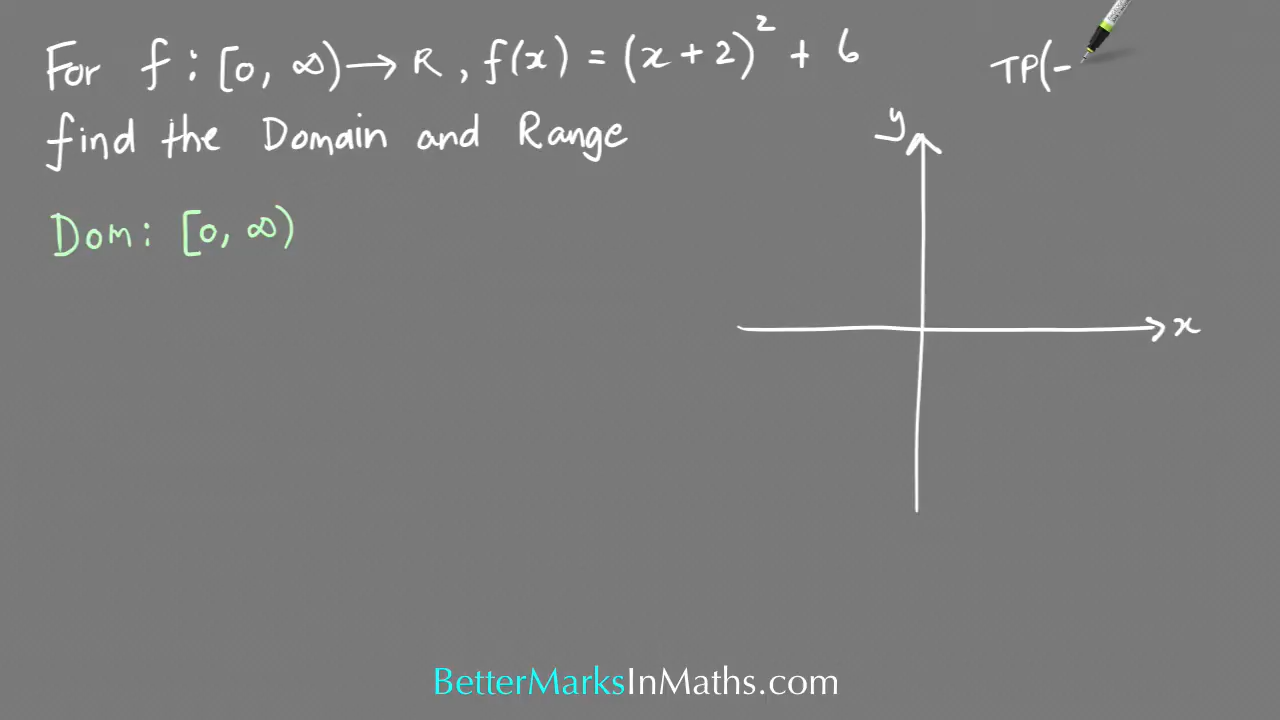 For f : [0, ∞) → R, f(x) = (x + 2)² + 6
TP(-
find the Domain and Range
y
Dom: [0, ∞)
x
BetterMarksInMaths.com